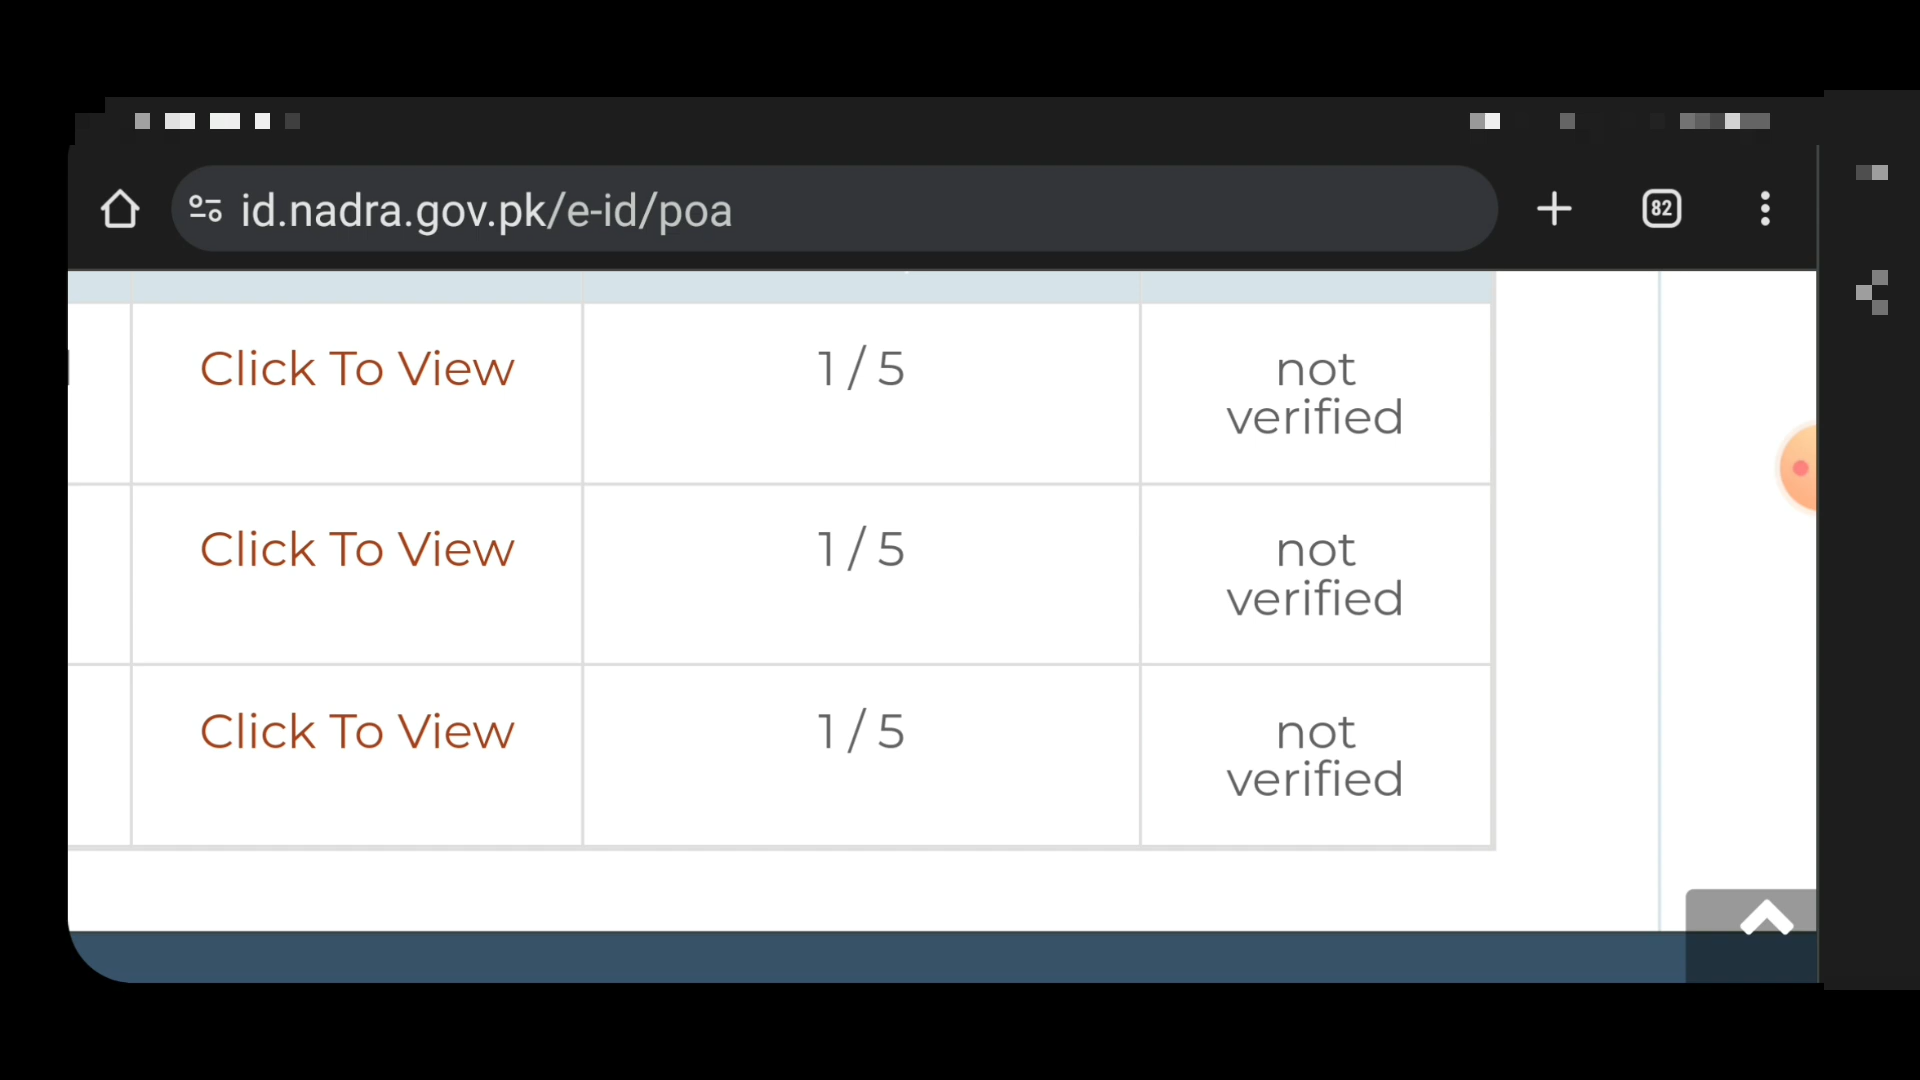 id.nadra.gov.pk/e-id/poa
82
Click To View 1 / 5 not
verified
Click To View 1 / 5 not
verified
Click To View 1 / 5 not
verified